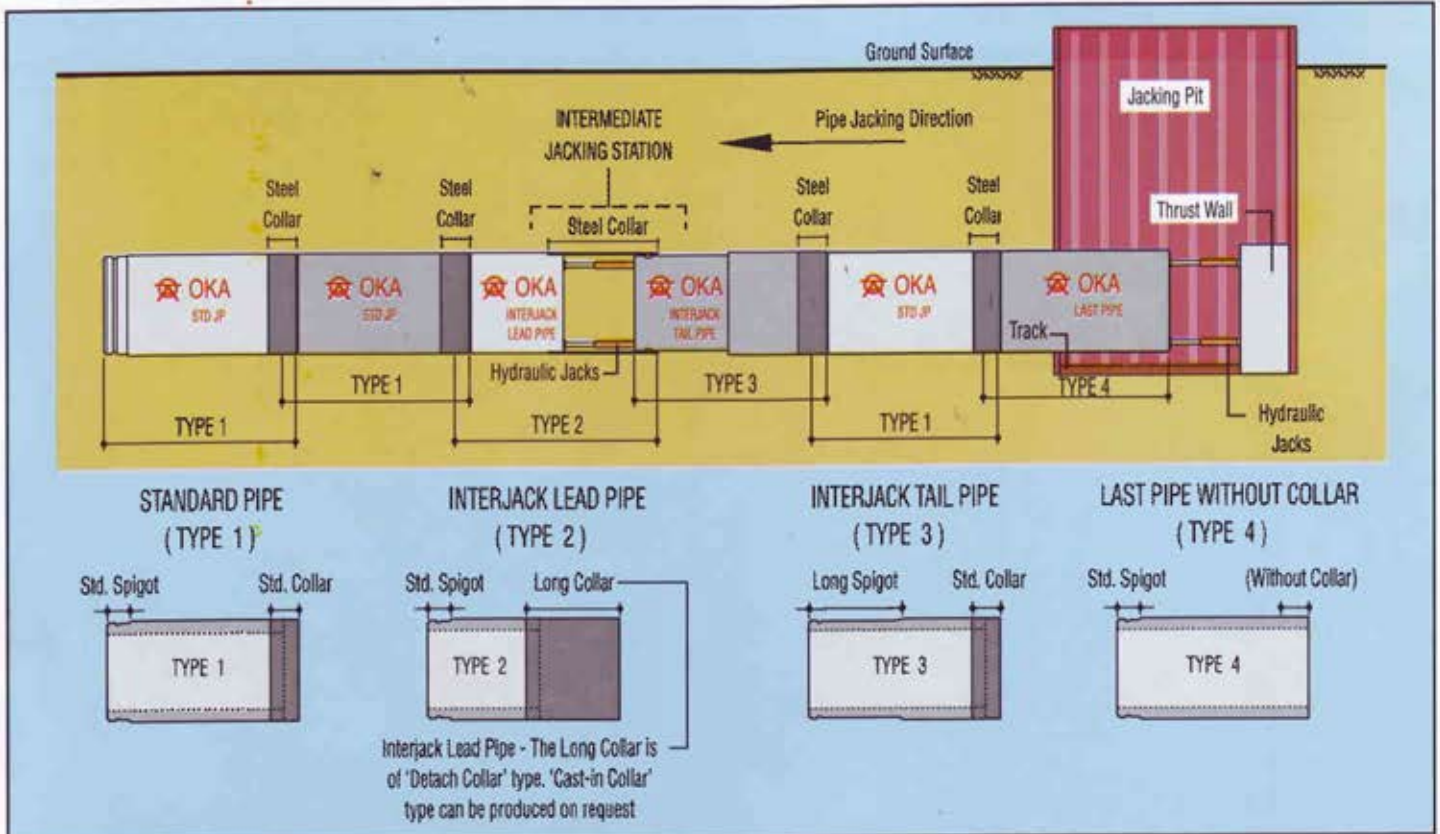 Ground Surface
Jacking Pit
INTERMEDIATE
JACKING STATION
Pipe Jacking Direction
Steel
Collar
Steel
Collar
Steel Collar
Steel
Collar
Steel
Collar
Thrust Wall
OKA
STD JP
OKA
STD JP
OKA
INTERJACK
LEAD PIPE
OKA
INTERJACK
TAIL PIPE
OKA
STD JP
OKA
LAST PIPE
Track
Hydraulic Jacks
TYPE 1
TYPE 1
TYPE 2
TYPE 3
TYPE 1
TYPE 4
Hydraulic
Jacks
STANDARD PIPE
( TYPE 1 )
INTERJACK LEAD PIPE
( TYPE 2 )
INTERJACK TAIL PIPE
( TYPE 3 )
LAST PIPE WITHOUT COLLAR
( TYPE 4 )
Std. Spigot
Std. Collar
Std. Spigot
Long Collar
Long Spigot
Std. Collar
Std. Spigot
(Without Collar)
TYPE 1
TYPE 2
TYPE 3
TYPE 4
Interjack Lead Pipe - The Long Collar is
of 'Detach Collar' type. 'Cast-in Collar'
type can be produced on request